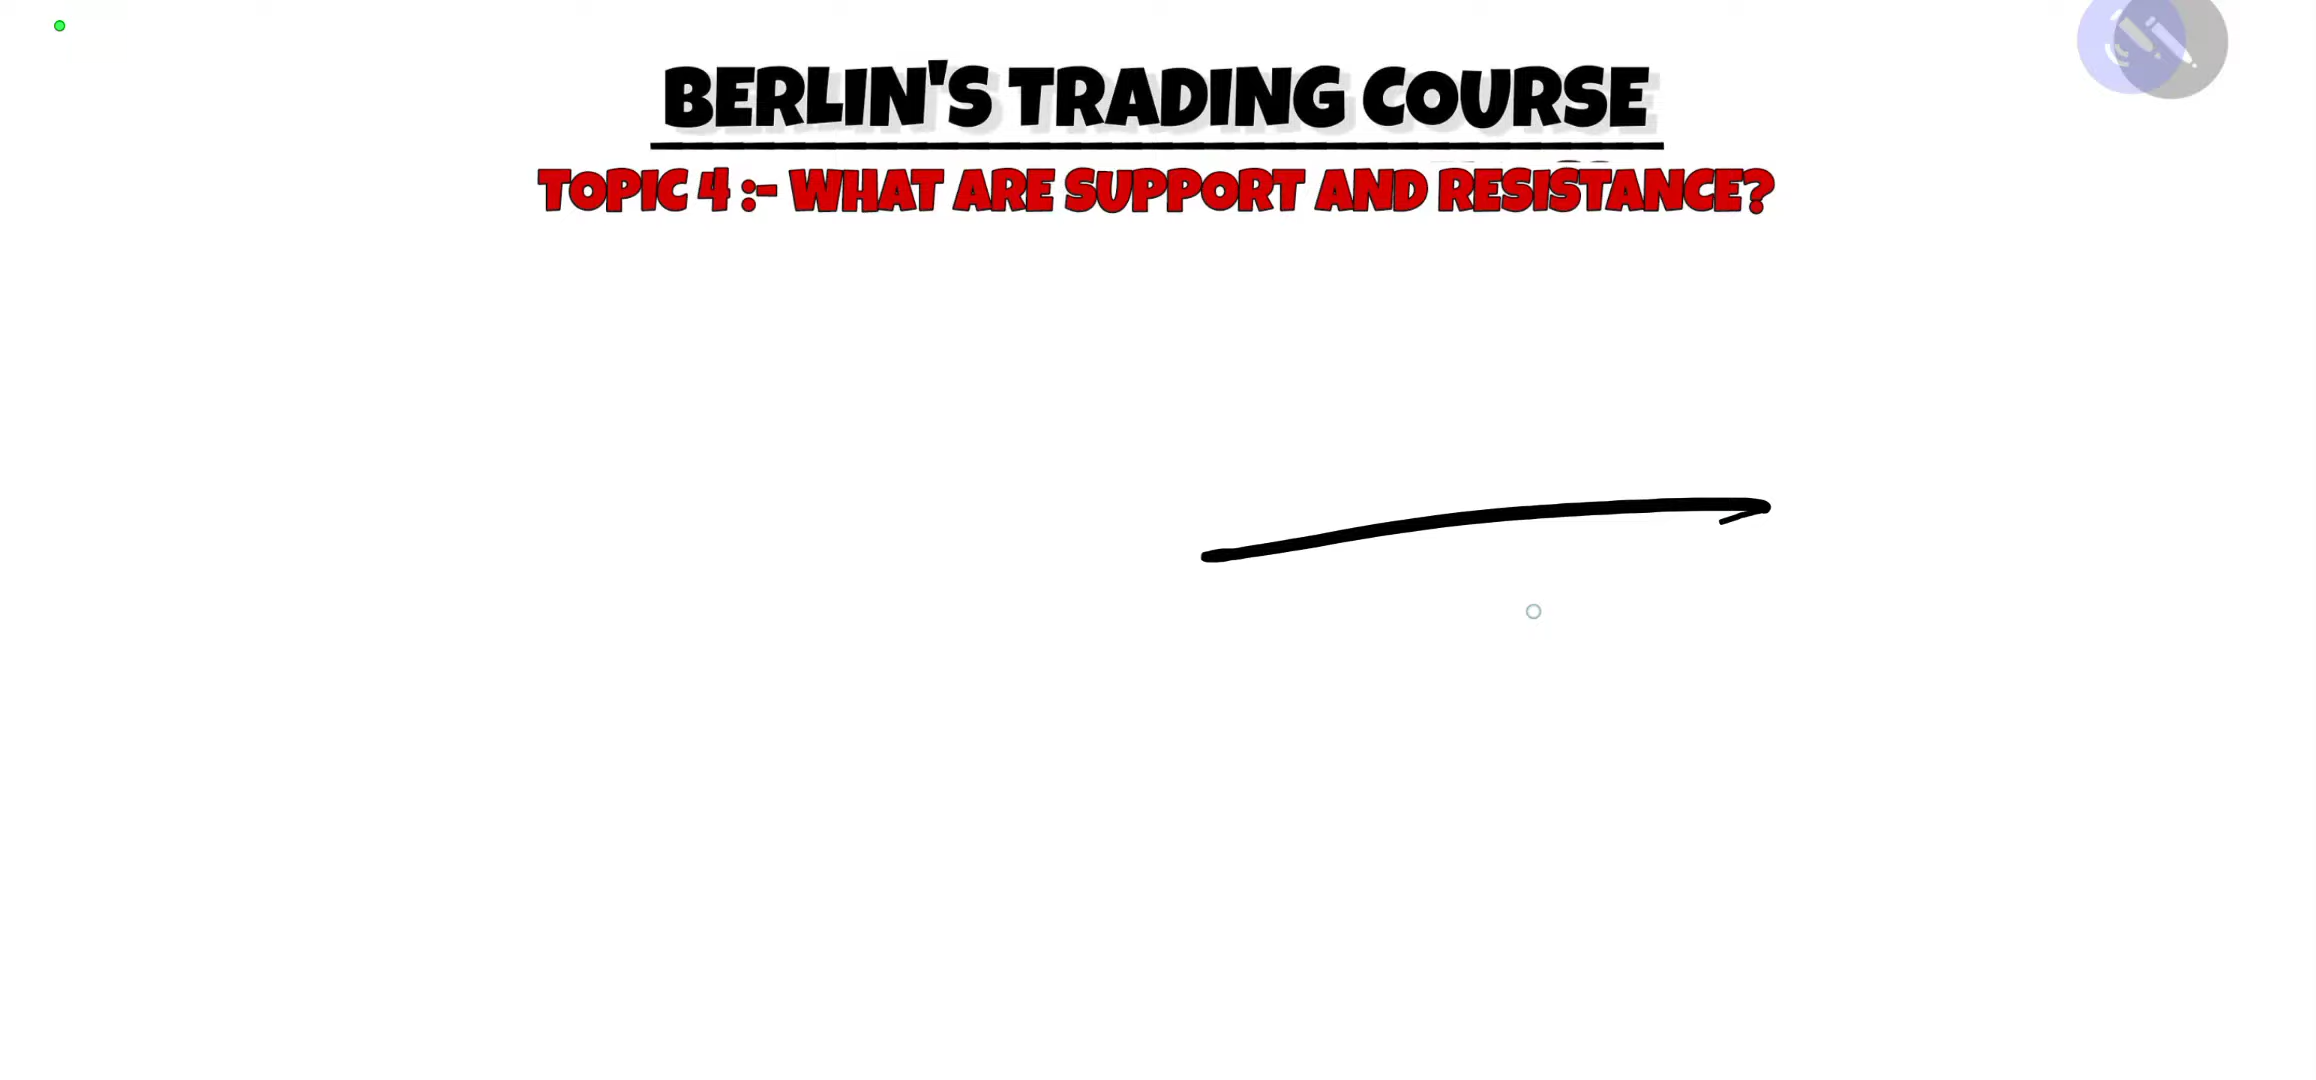 BERLIN'S TRADING COURSE
TOPIC 4 :- WHAT ARE SUPPORT AND RESISTANCE?